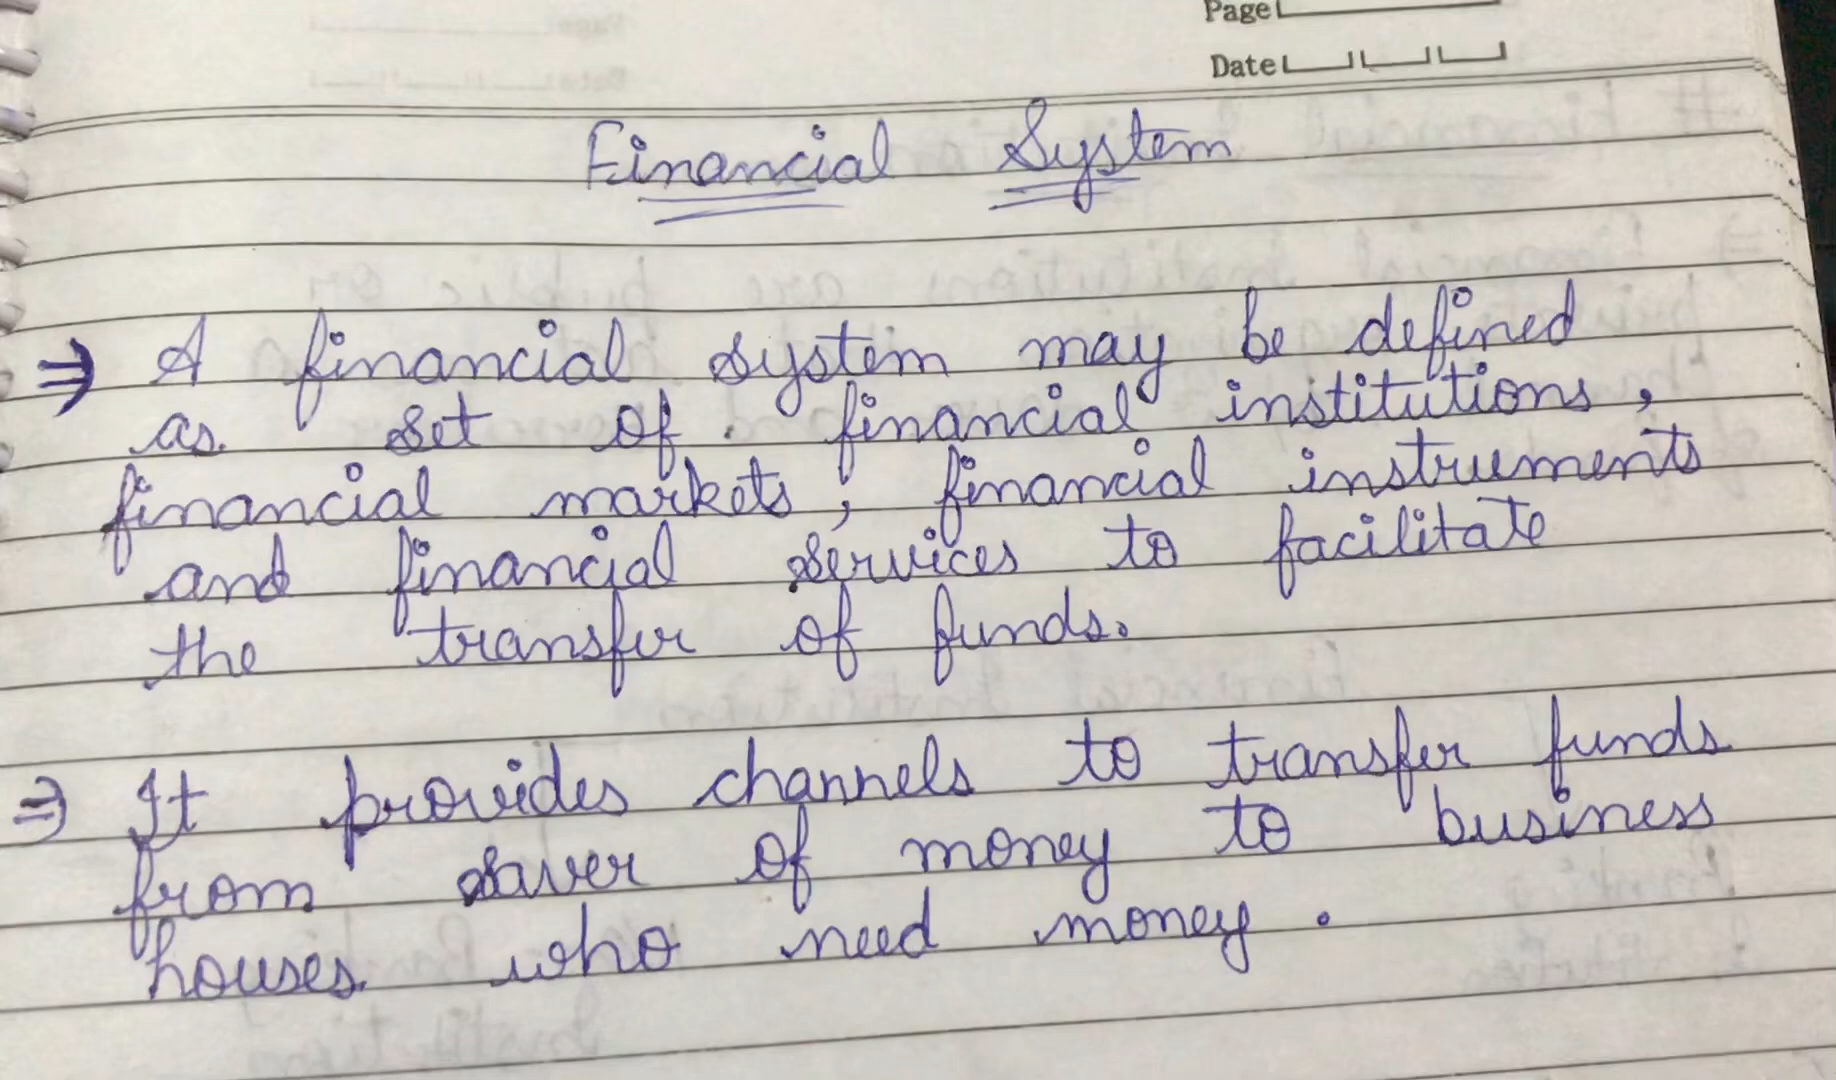 Page
Date
Financial System
⇒ A financial system may be defined
as set of financial institutions,
financial markets, financial instruments
and financial services to facilitate
the transfer of funds.
⇒ It provides channels to transfer funds
from saver of money to business
houses who need money.